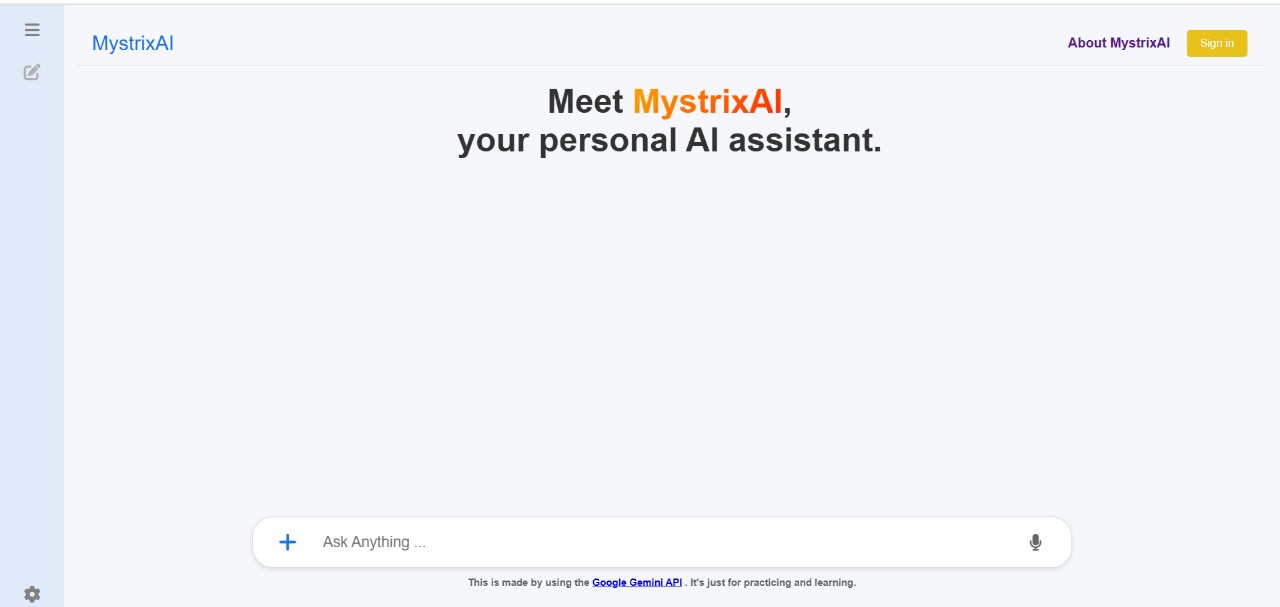 MystrixAI
About MystrixAI
Sign in
Meet MystrixAI,
your personal AI assistant.
Ask Anything ...
This is made by using the Google Gemini API . It's just for practicing and learning.